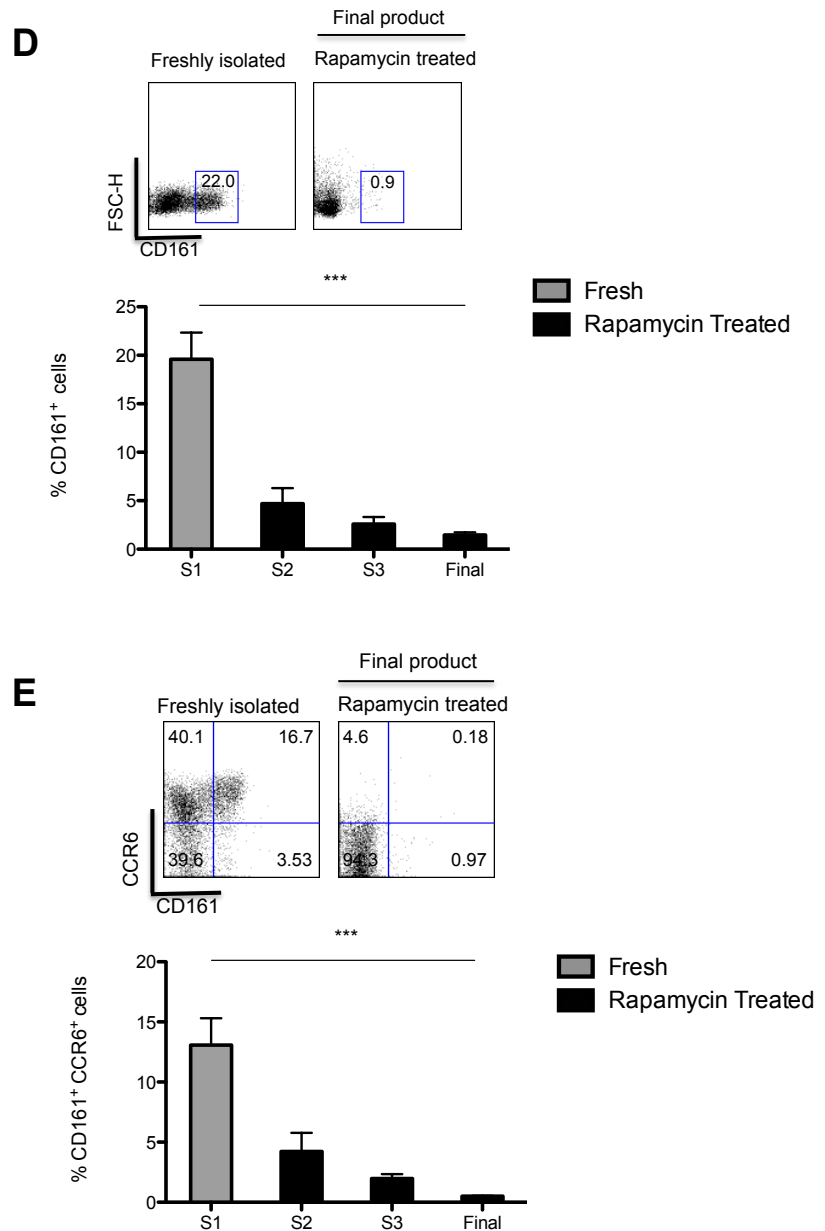 D
Final product
Freshly isolated
Rapamycin treated
22.0
0.9
FSC-H
CD161
***
Fresh
Rapamycin Treated
25
20
15
10
5
0
% CD161+ cells
S1
S2
S3
Final
E
Final product
Freshly isolated
Rapamycin treated
40.1
16.7
4.6
0.18
39.6
3.53
94.3
0.97
CCR6
CD161
***
Fresh
Rapamycin Treated
20
15
10
5
0
% CD161+ CCR6+ cells
S1
S2
S3
Final